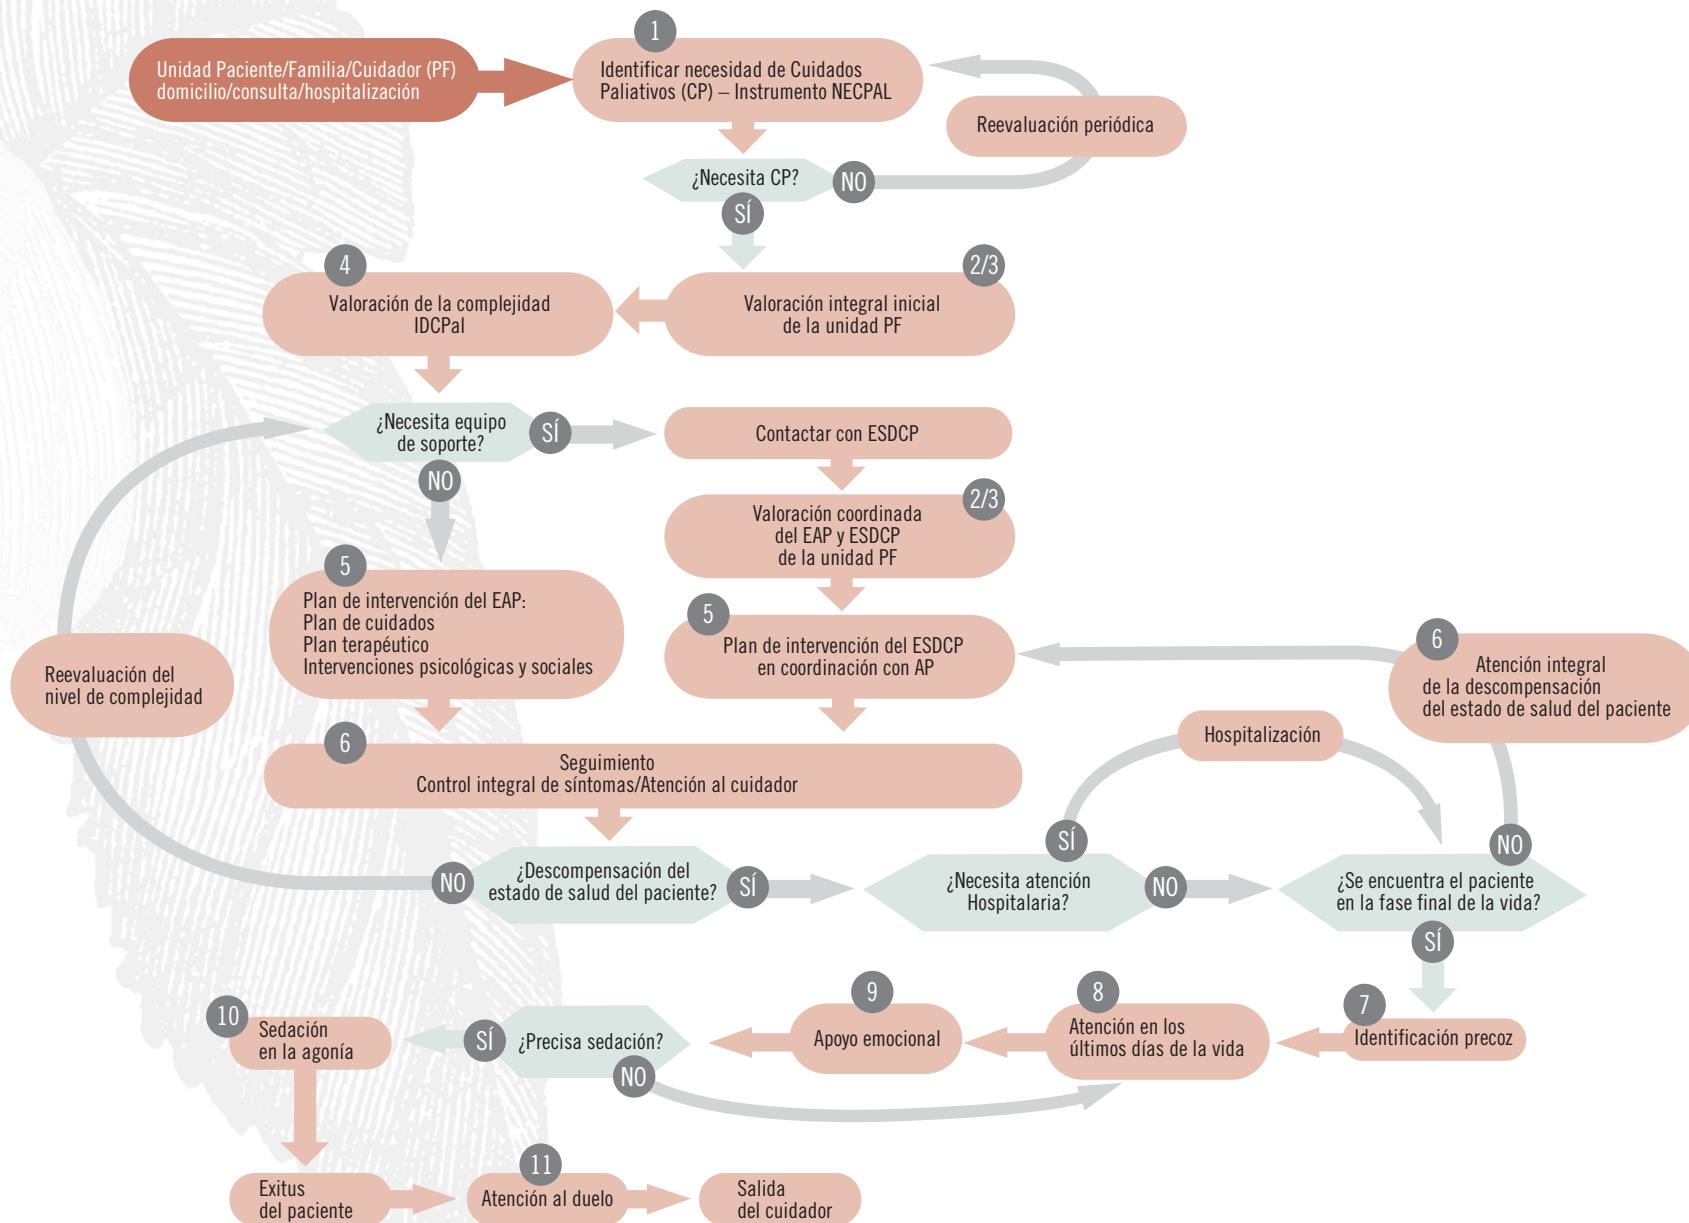 1
Unidad Paciente/Familia/Cuidador (PF)
domicilio/consulta/hospitalización
Identificar necesidad de Cuidados
Paliativos (CP) – Instrumento NECPAL
Reevaluación periódica
¿Necesita CP?
NO
SÍ
4
Valoración de la complejidad
IDCPal
2/3
Valoración integral inicial
de la unidad PF
¿Necesita equipo
de soporte?
SÍ
Contactar con ESDCP
NO
2/3
Valoración coordinada
del EAP y ESDCP
de la unidad PF
5
Plan de intervención del EAP:
Plan de cuidados
Plan terapéutico
Intervenciones psicológicas y sociales
5
Plan de intervención del ESDCP
en coordinación con AP
6
Atención integral
de la descompensación
del estado de salud del paciente
Reevaluación del
nivel de complejidad
6
Seguimiento
Control integral de síntomas/Atención al cuidador
Hospitalización
NO
¿Descompensación del
estado de salud del paciente?
SÍ
SÍ
¿Necesita atención
Hospitalaria?
NO
NO
¿Se encuentra el paciente
en la fase final de la vida?
SÍ
7
Identificación precoz
8
Atención en los
últimos días de la vida
9
Apoyo emocional
¿Precisa sedación?
SÍ
NO
10
Sedación
en la agonía
Exitus
del paciente
11
Atención al duelo
Salida
del cuidador